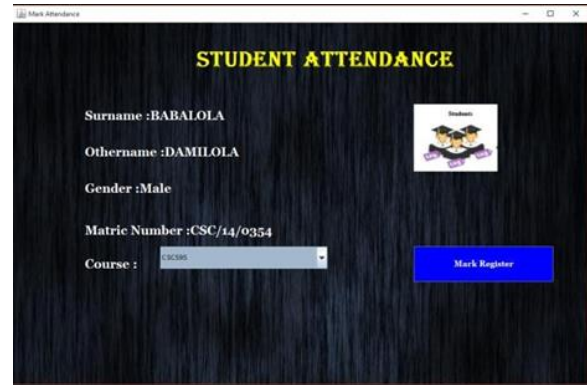 Mark Attendance
STUDENT ATTENDANCE
Surname :BABALOLA
Students
Othername :DAMILOLA
Gender :Male
Matric Number :CSC/14/0354
Course :
CSC595
Mark Register